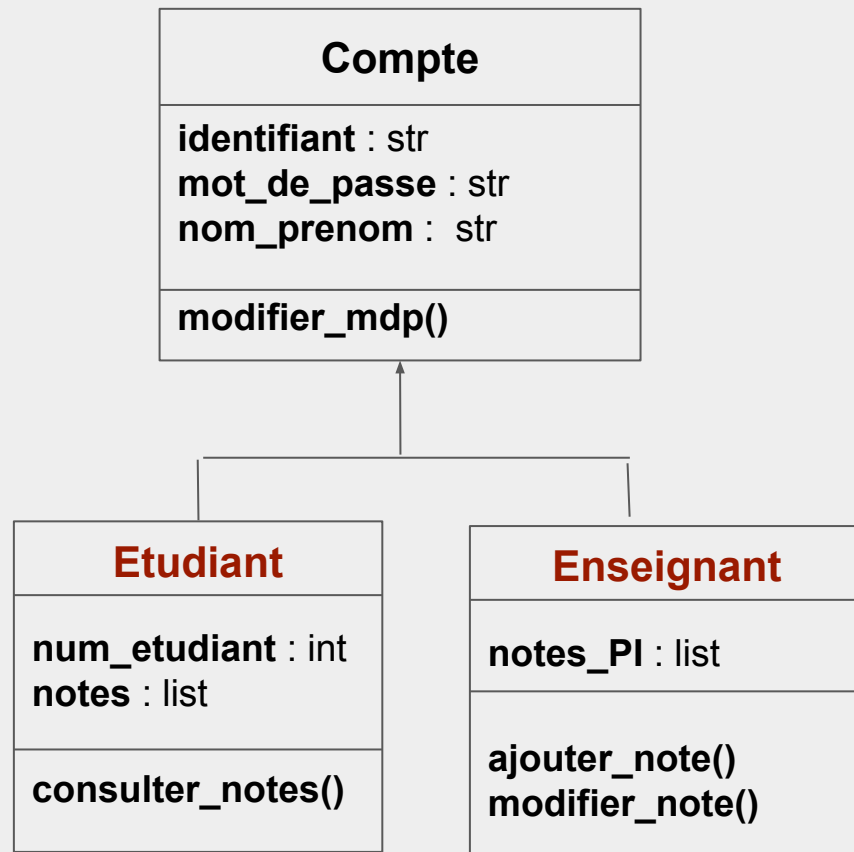 Compte
identifiant : str
mot_de_passe : str
nom_prenom : str
modifier_mdp()
Etudiant
num_etudiant : int
notes : list
consulter_notes()
Enseignant
notes_PI : list
ajouter_note()
modifier_note()